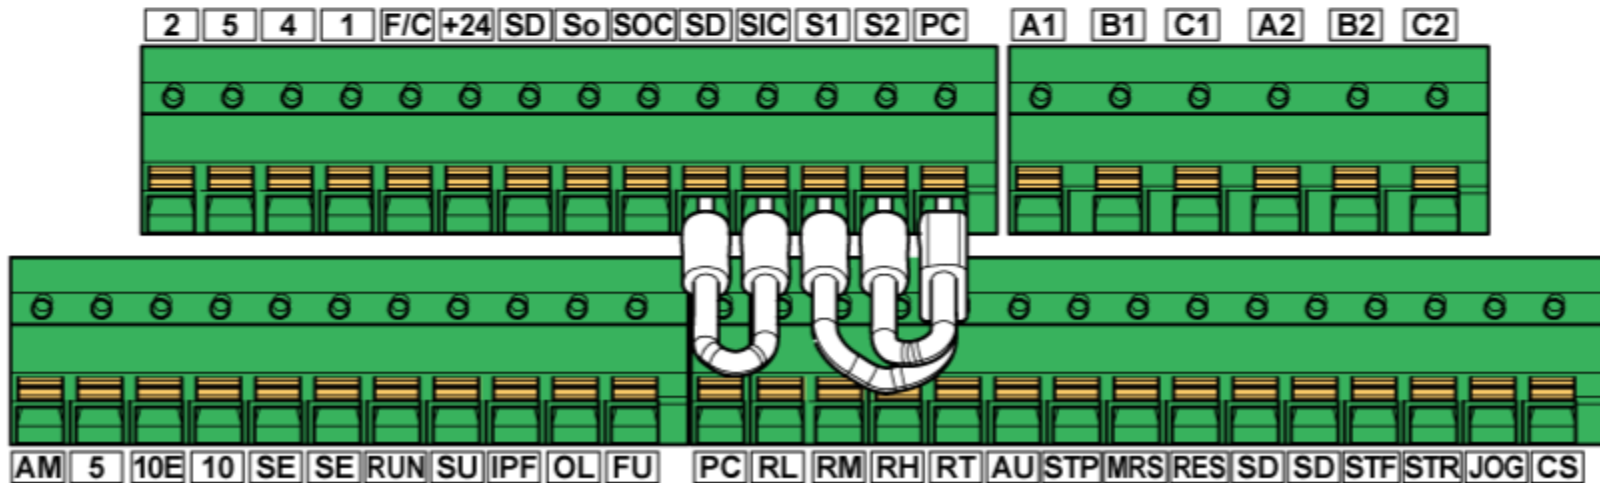 2 5 4 1 F/C +24 SD So SOC SD SIC S1 S2 PC A1 B1 C1 A2 B2 C2
AM 5 10E 10 SE SE RUN SU IPF OL FU PC RL RM RH RT AU STP MRS RES SD SD STF STR JOG CS